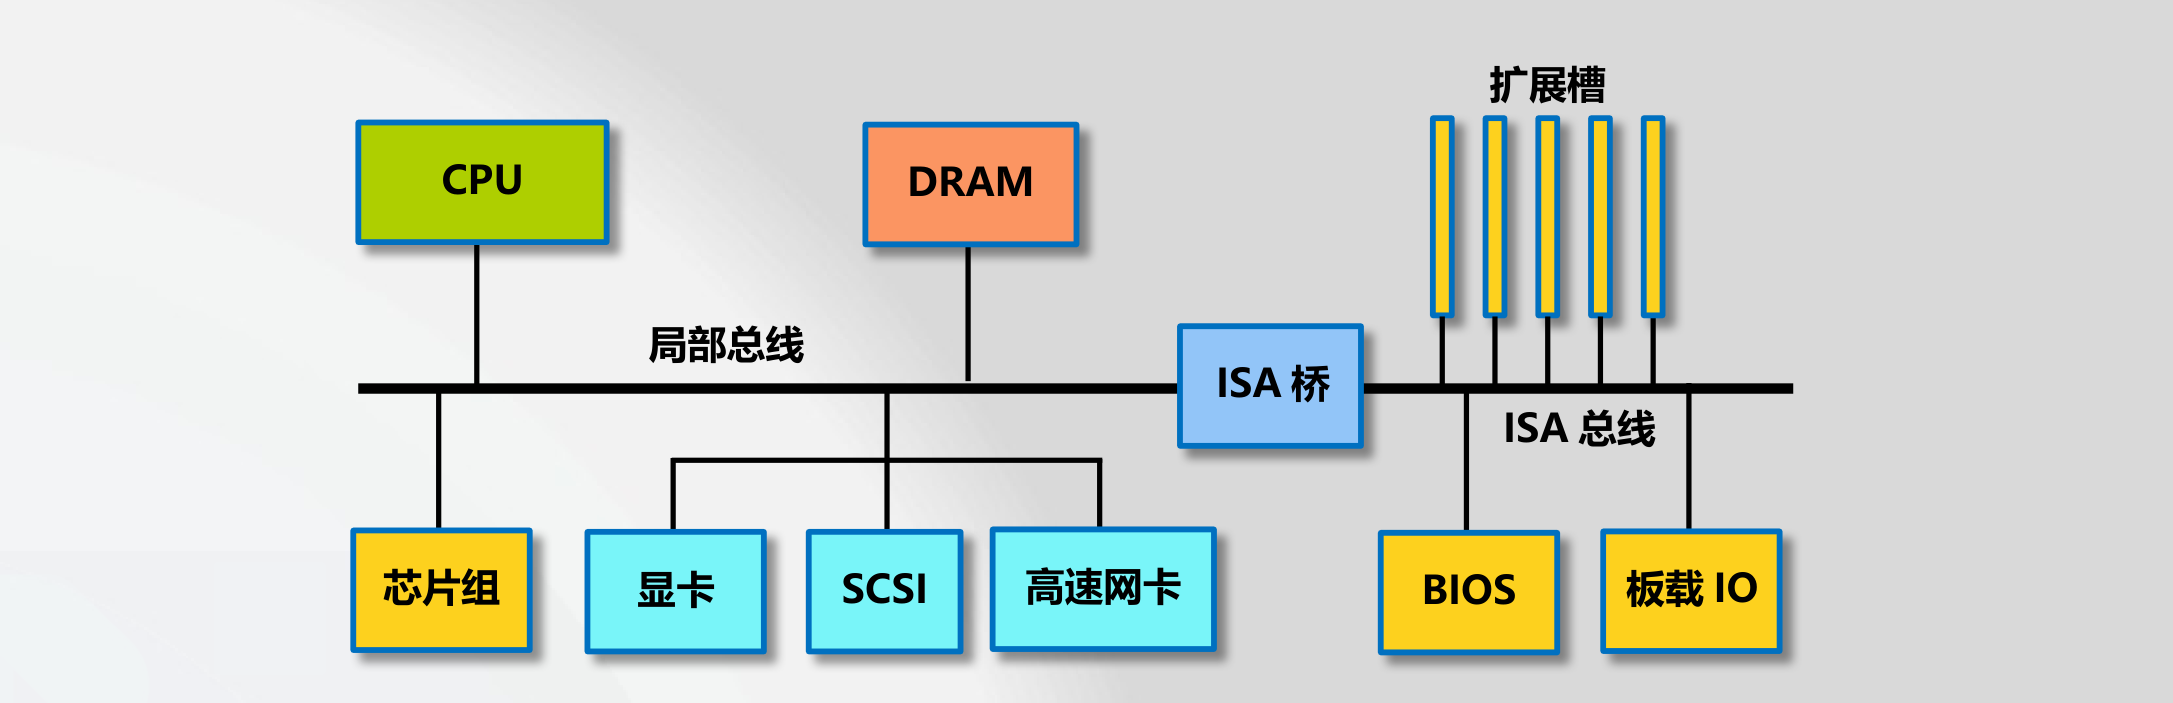 扩展槽
CPU
DRAM
局部总线
ISA 桥
ISA 总线
芯片组
显卡
SCSI
高速网卡
BIOS
板载 IO